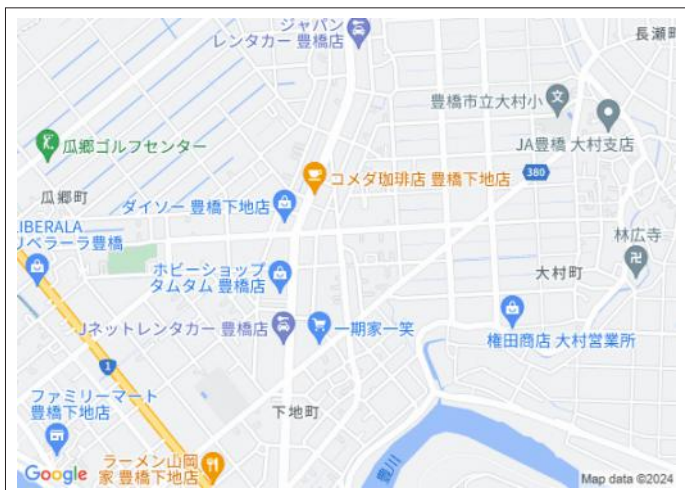 ジャパン
レンタカー 豊橋店
長瀬町
豊橋市立大村小
JA豊橋 大村支店
瓜郷ゴルフセンター
コメダ珈琲店 豊橋下地店
380
瓜郷町
ダイソー 豊橋下地店
LIBERALA
リベラーラ豊橋
林広寺
ホビーショップ
タムタム 豊橋店
大村町
Jネットレンタカー 豊橋店
一期家一笑
権田商店 大村営業所
1
ファミリーマート
豊橋下地店
下地町
ラーメン山岡
家 豊橋下地店
豊川
Google
Map data ©2024